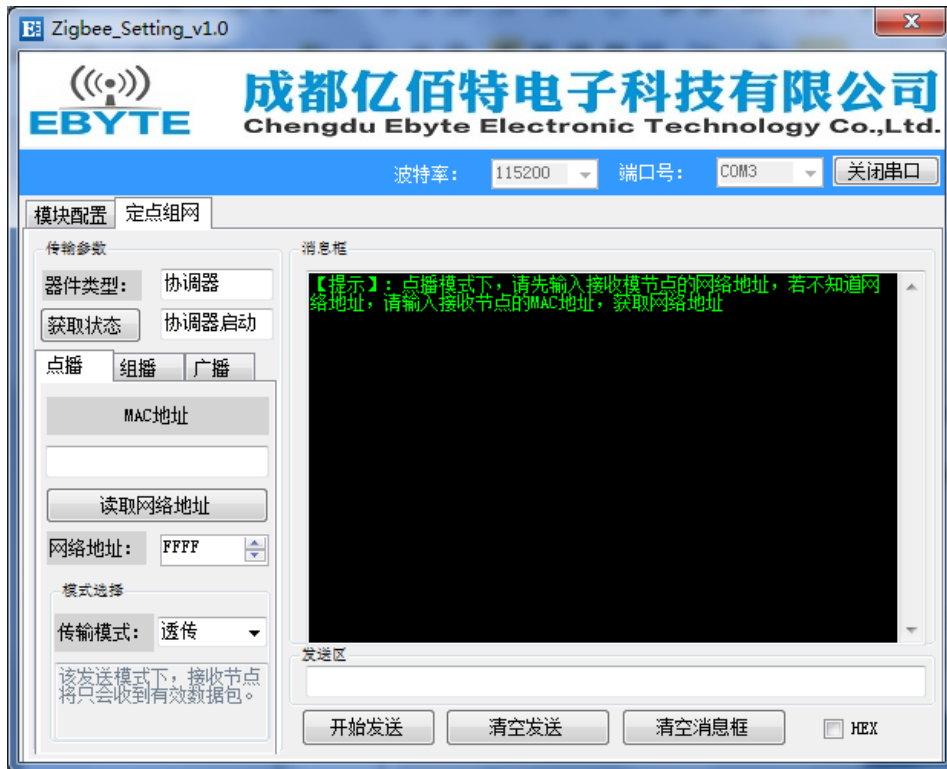 Zigbee_Setting_v1.0
EBYTE
成都亿佰特电子科技有限公司
Chengdu Ebyte Electronic Technology Co.,Ltd.
波特率： 115200 端口号： COM3 关闭串口
模块配置 定点组网
传输参数
器件类型： 协调器
获取状态 协调器启动
点播 组播 广播
MAC地址
读取网络地址
网络地址： FFFF
模式选择
传输模式： 透传
该发送模式下，接收节点
将只会收到有效数据包。
消息框
【提示】：点播模式下，请先输入接收模节点的网络地址，若不知道网
络地址，请输入接收节点的MAC地址，获取网络地址
发送区
开始发送 清空发送 清空消息框 HEX